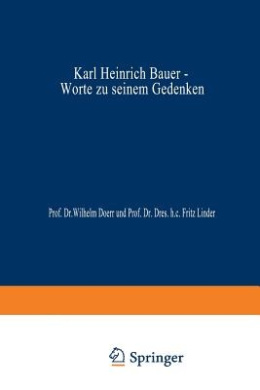 Karl Heinrich Bauer -
Worte zu seinem Gedenken
Prof. Dr.Wilhelm Doerr und Prof. Dr. Dres. h.c. Fritz Linder
Springer